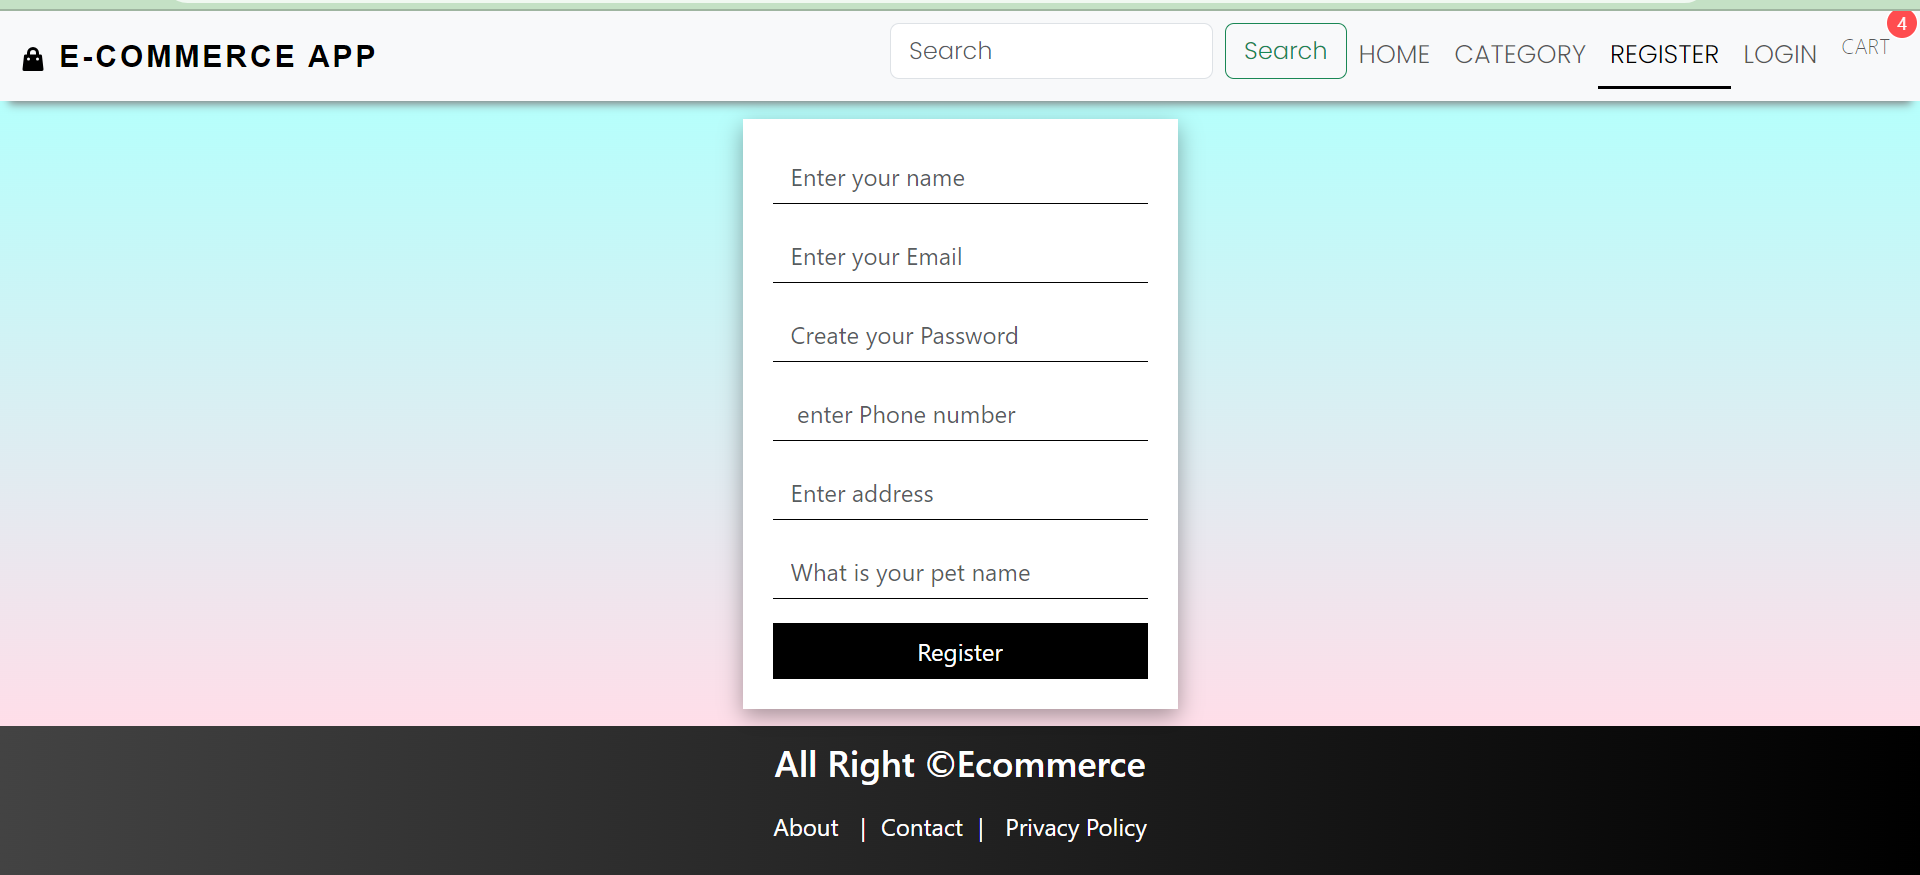 E-COMMERCE APP
Search
Search
HOME
CATEGORY
REGISTER
LOGIN
CART
4
Enter your name
Enter your Email
Create your Password
enter Phone number
Enter address
What is your pet name
Register
All Right ©Ecommerce
About | Contact | Privacy Policy